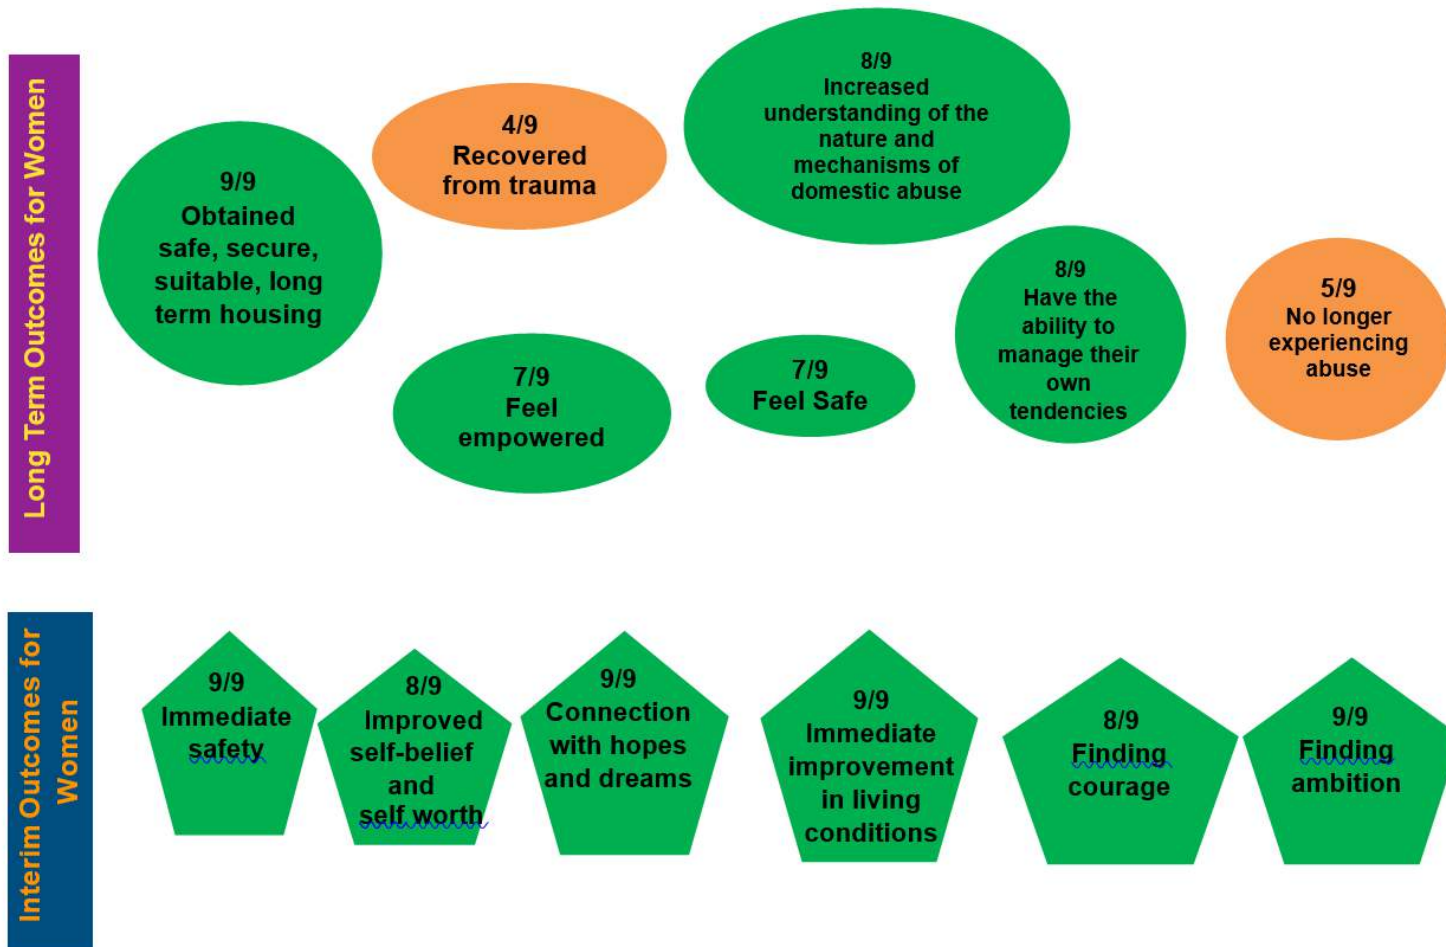 Long Term Outcomes for Women
9/9
Obtained
safe, secure,
suitable, long
term housing
4/9
Recovered
from trauma
8/9
Increased
understanding of the
nature and
mechanisms of
domestic abuse
7/9
Feel
empowered
7/9
Feel Safe
8/9
Have the
ability to
manage their
own
tendencies
5/9
No longer
experiencing
abuse
Interim Outcomes for
Women
9/9
Immediate
safety
8/9
Improved
self-belief
and
self worth
9/9
Connection
with hopes
and dreams
9/9
Immediate
improvement
in living
conditions
8/9
Finding
courage
9/9
Finding
ambition